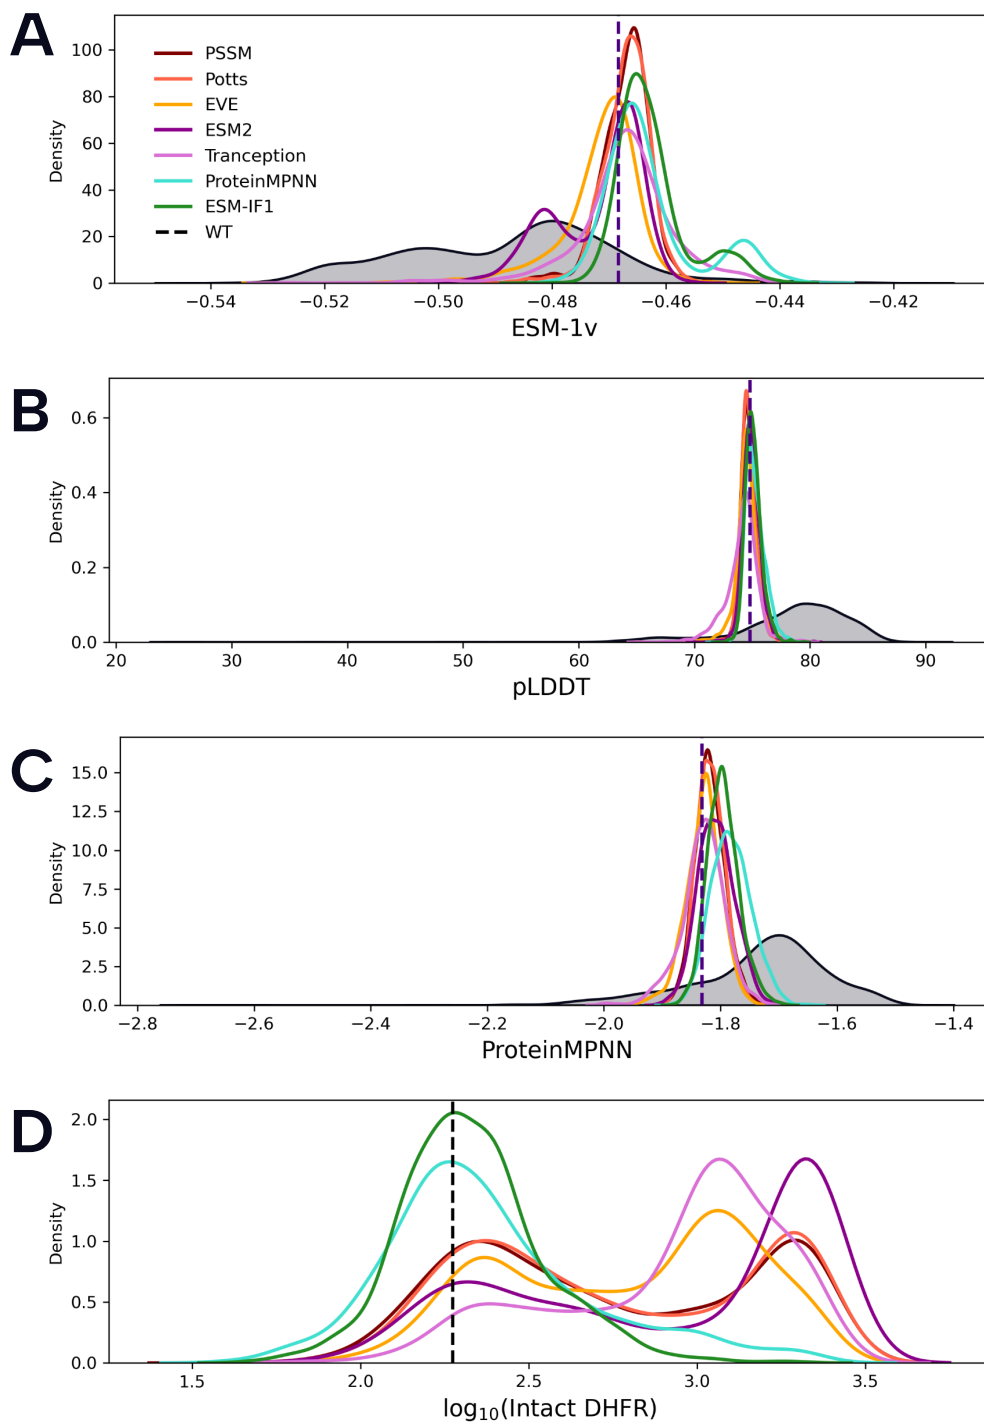 A
Density
100
80
60
40
20
0
PSSM
Potts
EVE
ESM2
Tranception
ProteinMPNN
ESM-IF1
WT
−0.54 −0.52 −0.50 −0.48 −0.46 −0.44 −0.42
ESM-1v
B
Density
0.6
0.4
0.2
0.0
20 30 40 50 60 70 80 90
pLDDT
C
Density
15.0
12.5
10.0
7.5
5.0
2.5
0.0
−2.8 −2.6 −2.4 −2.2 −2.0 −1.8 −1.6 −1.4
ProteinMPNN
D
Density
2.0
1.5
1.0
0.5
0.0
1.5 2.0 2.5 3.0 3.5
log₁₀(Intact DHFR)